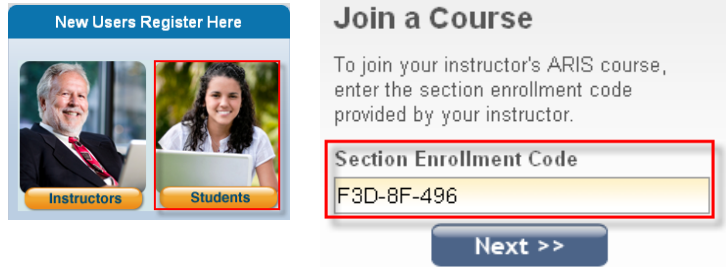 New Users Register Here
Instructors
Students
Join a Course
To join your instructor's ARIS course,
enter the section enrollment code
provided by your instructor.
Section Enrollment Code
F3D-8F-496
Next >>